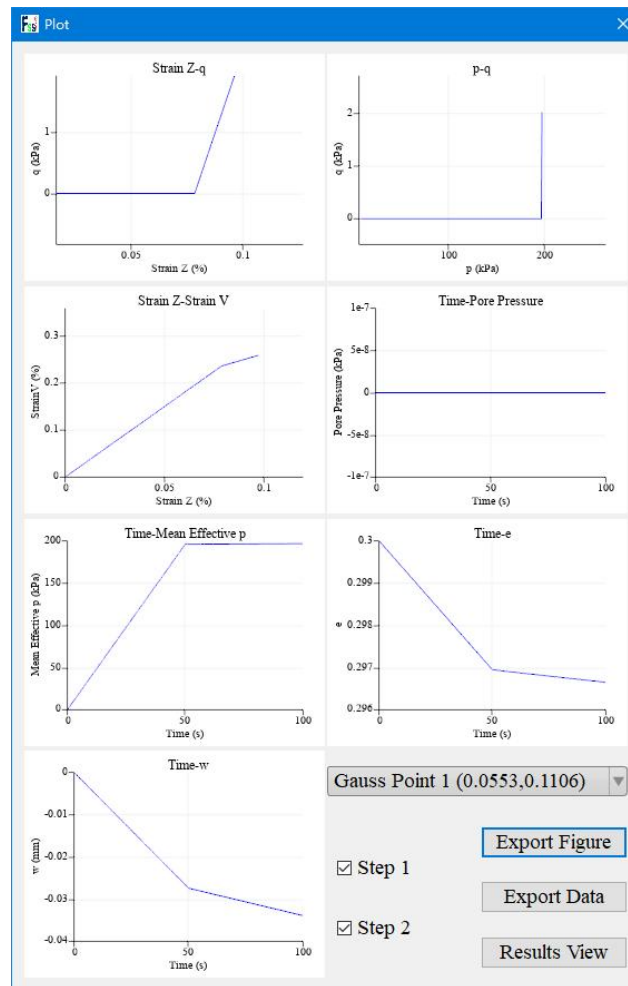 Plot
Strain Z-q
q (kPa)
1
0
0.05
0.1
Strain Z (%)
p-q
q (kPa)
2
1
0
100
200
p (kPa)
Strain Z-Strain V
StrainV (%)
0.3
0.2
0.1
0
0
0.05
0.1
Strain Z (%)
Time-Pore Pressure
Pore Pressure (kPa)
1e-7
5e-8
0
-5e-8
-1e-7
0
50
100
Time (s)
Time-Mean Effective p
Mean Effective p (kPa)
200
150
100
50
0
0
50
100
Time (s)
Time-e
e
0.3
0.299
0.298
0.297
0.296
0
50
100
Time (s)
Time-w
w (mm)
0
-0.01
-0.02
-0.03
-0.04
0
50
100
Time (s)
Gauss Point 1 (0.0553,0.1106)
Export Figure
Step 1
Export Data
Step 2
Results View